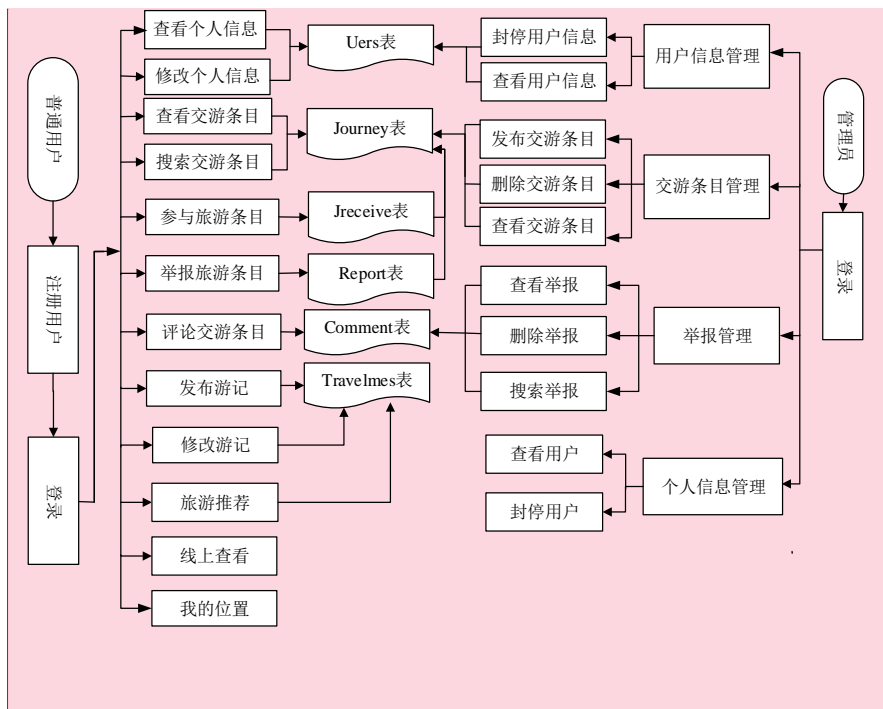 普通用户
注册用户
登录
查看个人信息
修改个人信息
查看交游条目
搜索交游条目
参与旅游条目
举报旅游条目
评论交游条目
发布游记
修改游记
旅游推荐
线上查看
我的位置
Uers表
Journey表
Jreceive表
Report表
Comment表
Travelmes表
封停用户信息
查看用户信息
发布交游条目
删除交游条目
查看交游条目
查看举报
删除举报
搜索举报
查看用户
封停用户
用户信息管理
交游条目管理
举报管理
个人信息管理
管理员
登录